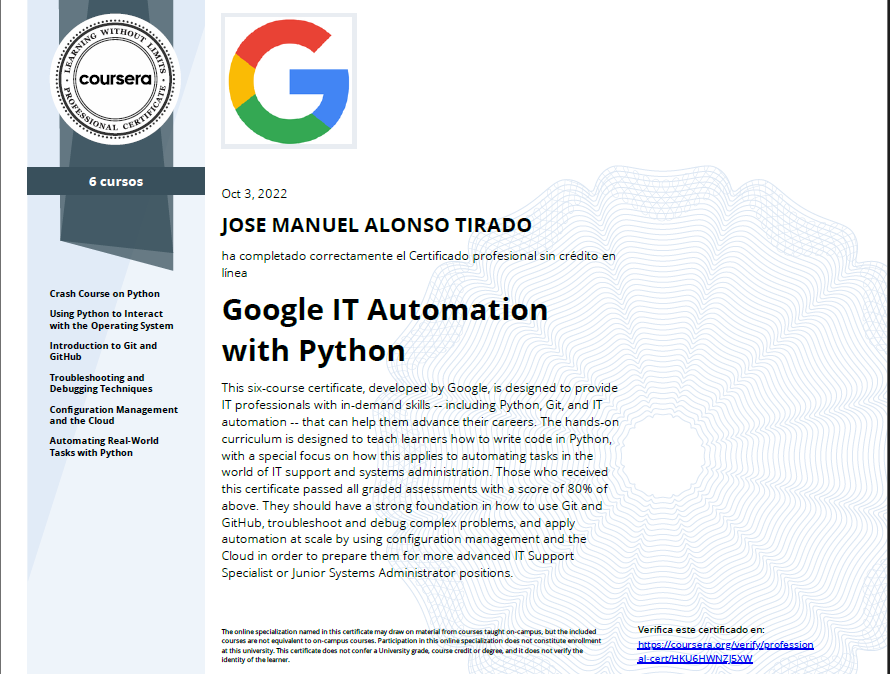 LEARNING WITHOUT LIMITS
coursera
PROFESSIONAL CERTIFICATE
6 cursos
Crash Course on Python
Using Python to Interact
with the Operating System
Introduction to Git and
GitHub
Troubleshooting and
Debugging Techniques
Configuration Management
and the Cloud
Automating Real-World
Tasks with Python
Oct 3, 2022
JOSE MANUEL ALONSO TIRADO
ha completado correctamente el Certificado profesional sin crédito en
línea
Google IT Automation
with Python
This six-course certificate, developed by Google, is designed to provide
IT professionals with in-demand skills -- including Python, Git, and IT
automation -- that can help them advance their careers. The hands-on
curriculum is designed to teach learners how to write code in Python,
with a special focus on how this applies to automating tasks in the
world of IT support and systems administration. Those who received
this certificate passed all graded assessments with a score of 80% of
above. They should have a strong foundation in how to use Git and
GitHub, troubleshoot and debug complex problems, and apply
automation at scale by using configuration management and the
Cloud in order to prepare them for more advanced IT Support
Specialist or Junior Systems Administrator positions.
The online specialization named in this certificate may draw on material from courses taught on-campus, but the included
courses are not equivalent to on-campus courses. Participation in this online specialization does not constitute enrollment
at this university. This certificate does not confer a University grade, course credit or degree, and it does not verify the
identity of the learner.
Verifica este certificado en:
https://coursera.org/verify/profession
al-cert/HKU6HWNZJ5XW